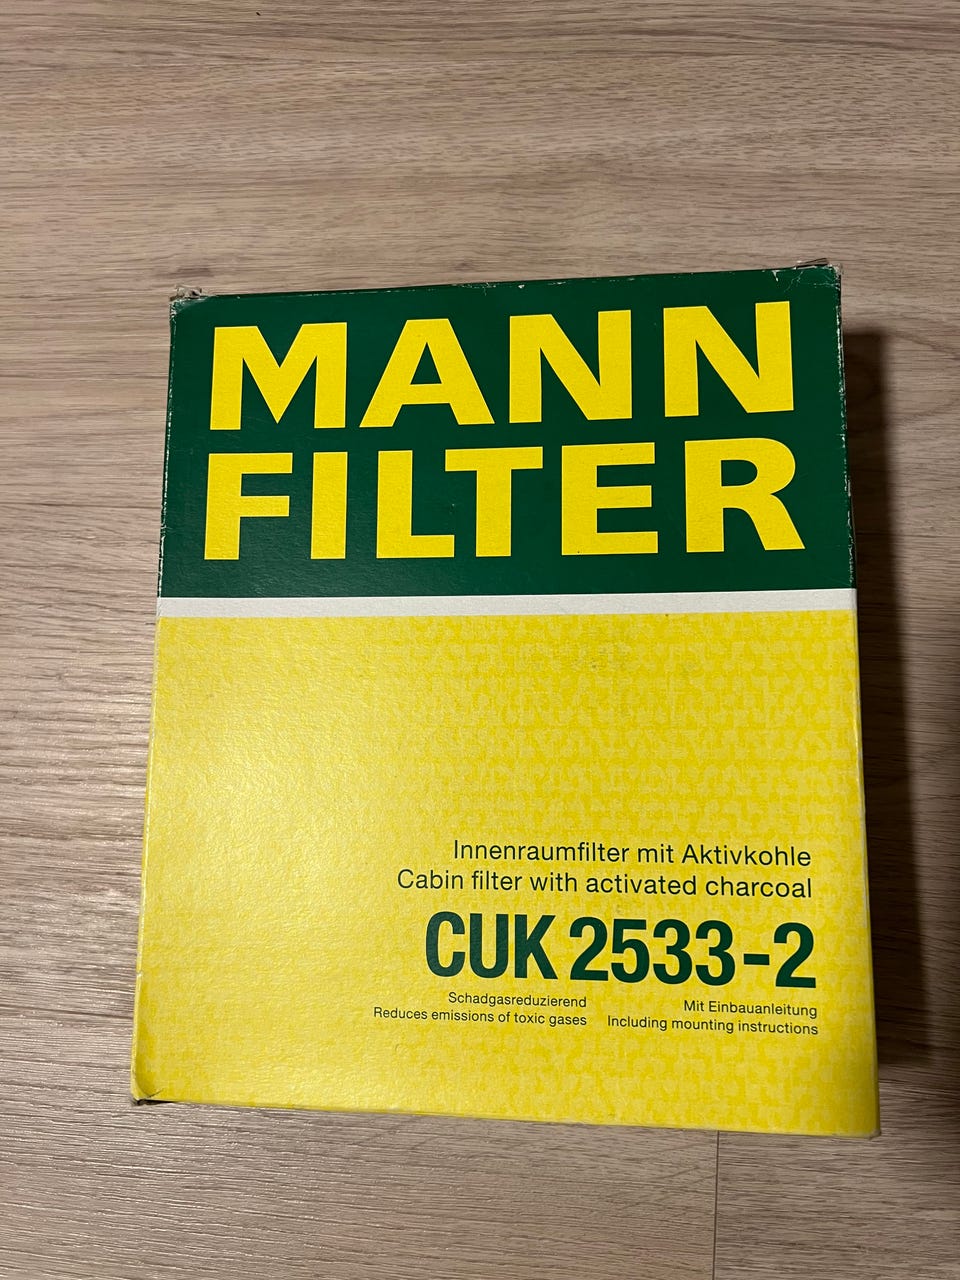 MANN
FILTER
Innenraumfilter mit Aktivkohle
Cabin filter with activated charcoal
CUK 2533-2
Schadgasreduzierend
Reduces emissions of toxic gases
Mit Einbauanleitung
Including mounting instructions